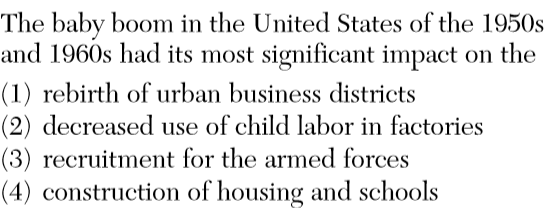 The baby boom in the United States of the 1950s
and 1960s had its most significant impact on the
(1) rebirth of urban business districts
(2) decreased use of child labor in factories
(3) recruitment for the armed forces
(4) construction of housing and schools